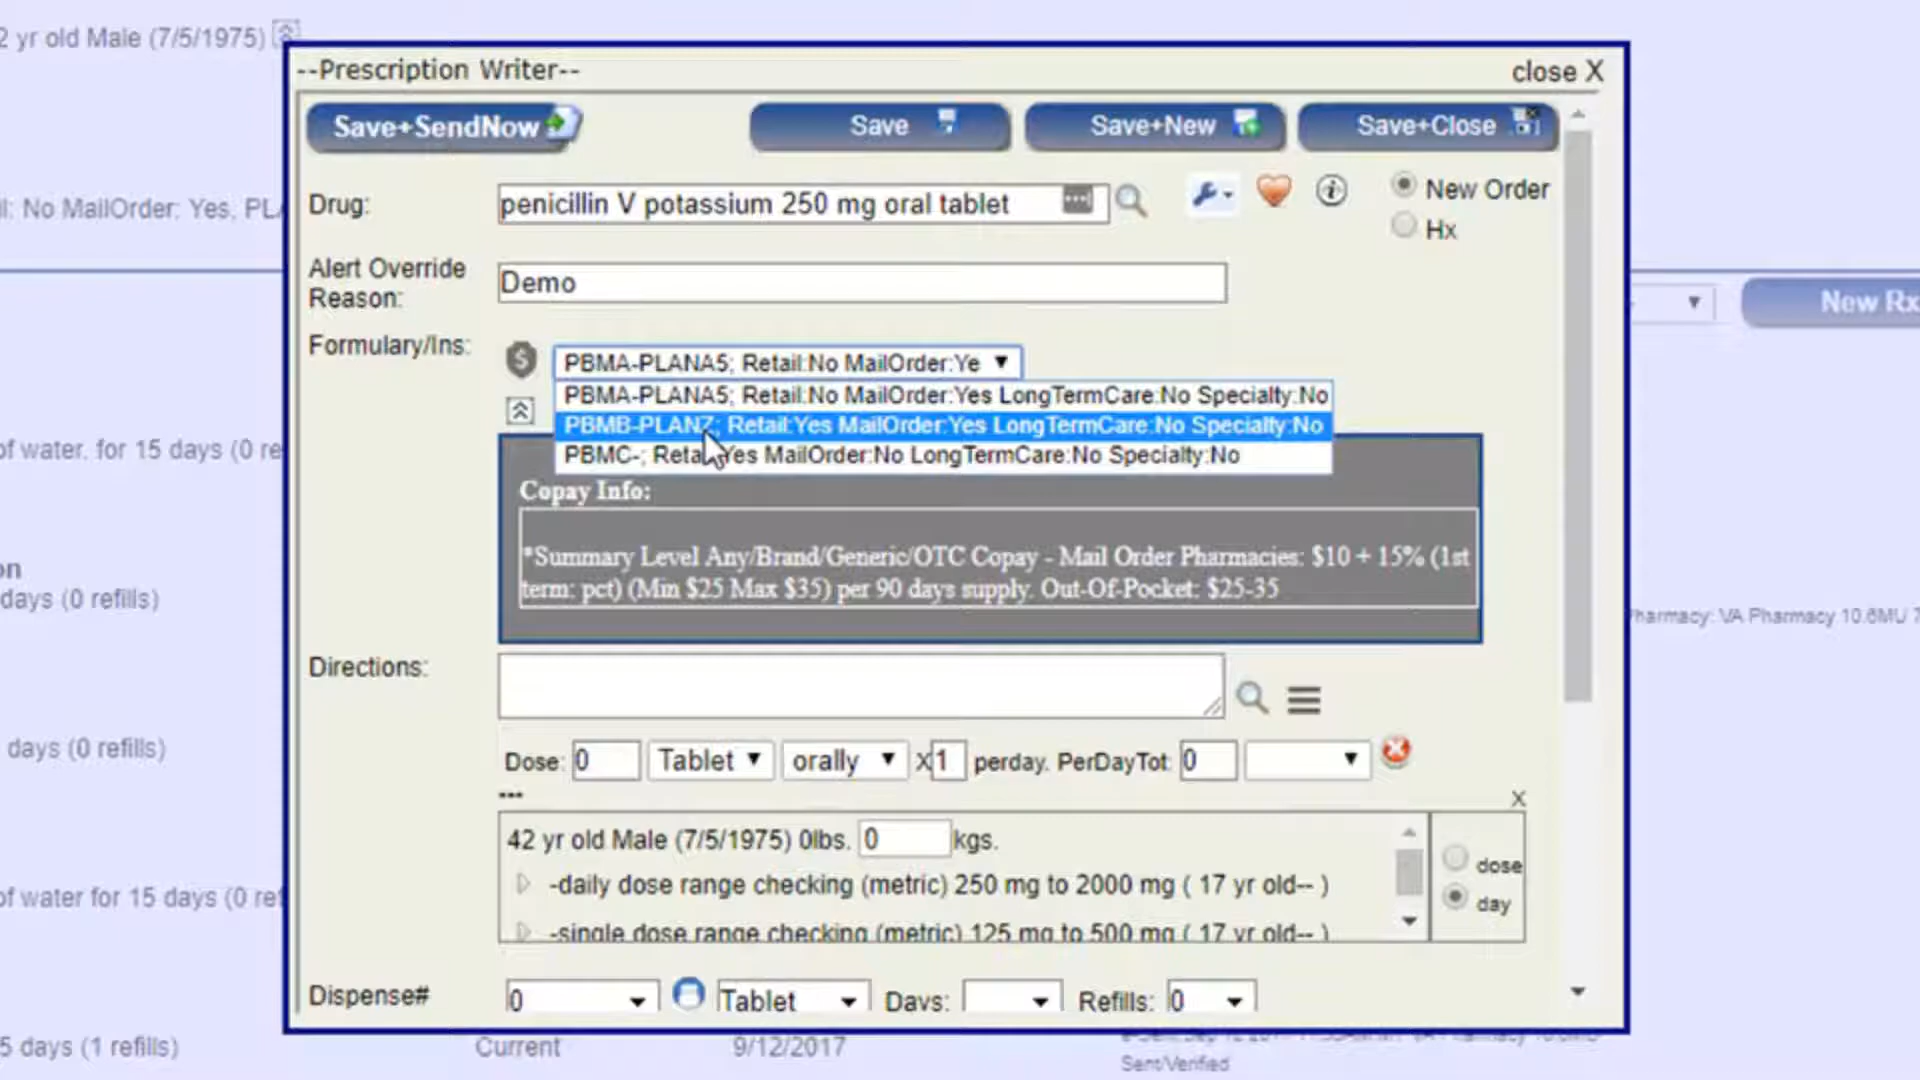 2 yr old Male (7/5/1975)
--Prescription Writer--
close X
Save+SendNow
Save
Save+New
Save+Close
Drug:
penicillin V potassium 250 mg oral tablet
New Order
Hx
l: No MailOrder: Yes, PL
Alert Override
Reason:
Demo
New Rx
Formulary/Ins:
PBMA-PLANA5; Retail:No MailOrder:Ye
PBMA-PLANA5; Retail:No MailOrder:Yes LongTermCare:No Specialty:No
PBMB-PLANZ; Retail:Yes MailOrder:Yes LongTermCare:No Specialty:No
PBMC-; Retail:Yes MailOrder:No LongTermCare:No Specialty:No
of water. for 15 days (0 re
Copay Info:
*Summary Level Any/Brand/Generic/OTC Copay - Mail Order Pharmacies: $10 + 15% (1st
term: pct) (Min $25 Max $35) per 90 days supply. Out-Of-Pocket: $25-35
on
days (0 refills)
Pharmacy: VA Pharmacy 10.6MU 7
Directions:
days (0 refills)
Dose: 0 Tablet orally X 1 perday. PerDayTot: 0
---
X
42 yr old Male (7/5/1975) 0lbs. 0 kgs.
-daily dose range checking (metric) 250 mg to 2000 mg ( 17 yr old-- )
-single dose range checking (metric) 125 mg to 500 mg ( 17 yr old-- )
dose
day
of water for 15 days (0 ref
Dispense# 0 Tablet Days: Refills: 0
5 days (1 refills)
Current
9/12/2017
Sent/Verified